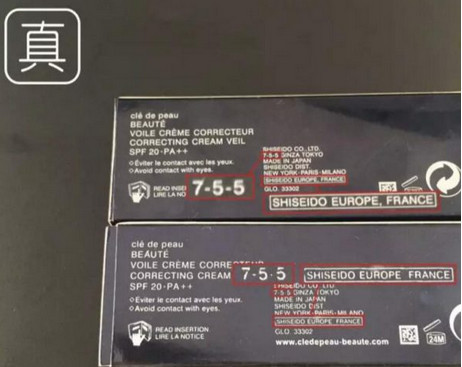 真
clé de peau
BEAUTÉ
VOILE CRÈME CORRECTEUR
CORRECTING CREAM VEIL
SPF 20·PA++
◇Éviter le contact avec les yeux.
◇Avoid contact with eyes.
READ INSER
LIRE LA NO
7-5-5
SHISEIDO CO., LTD.
7-5-5 GINZA TOKYO
MADE IN JAPAN
SHISEIDO DIST.
NEW YORK·PARIS·MILANO
SHISEIDO EUROPE, FRANCE
GLO. 33302
SHISEIDO EUROPE, FRANCE
clé de peau
BEAUTÉ
VOILE CRÈME CORRECTEUR
CORRECTING CREAM
SPF 20·PA++
◇Éviter le contact avec les yeux.
◇Avoid contact with eyes.
READ INSERTION
LIRE LA NOTICE
7-5-5
SHISEIDO EUROPE FRANCE
SHISEIDO CO., LTD.
7-5-5 GINZA TOKYO
MADE IN JAPAN
SHISEIDO DIST
NEW YORK·PARIS·MILANO
SHISEIDO EUROPE, FRANCE
GLO. 33302
www.cledepeau-beaute.com
24M